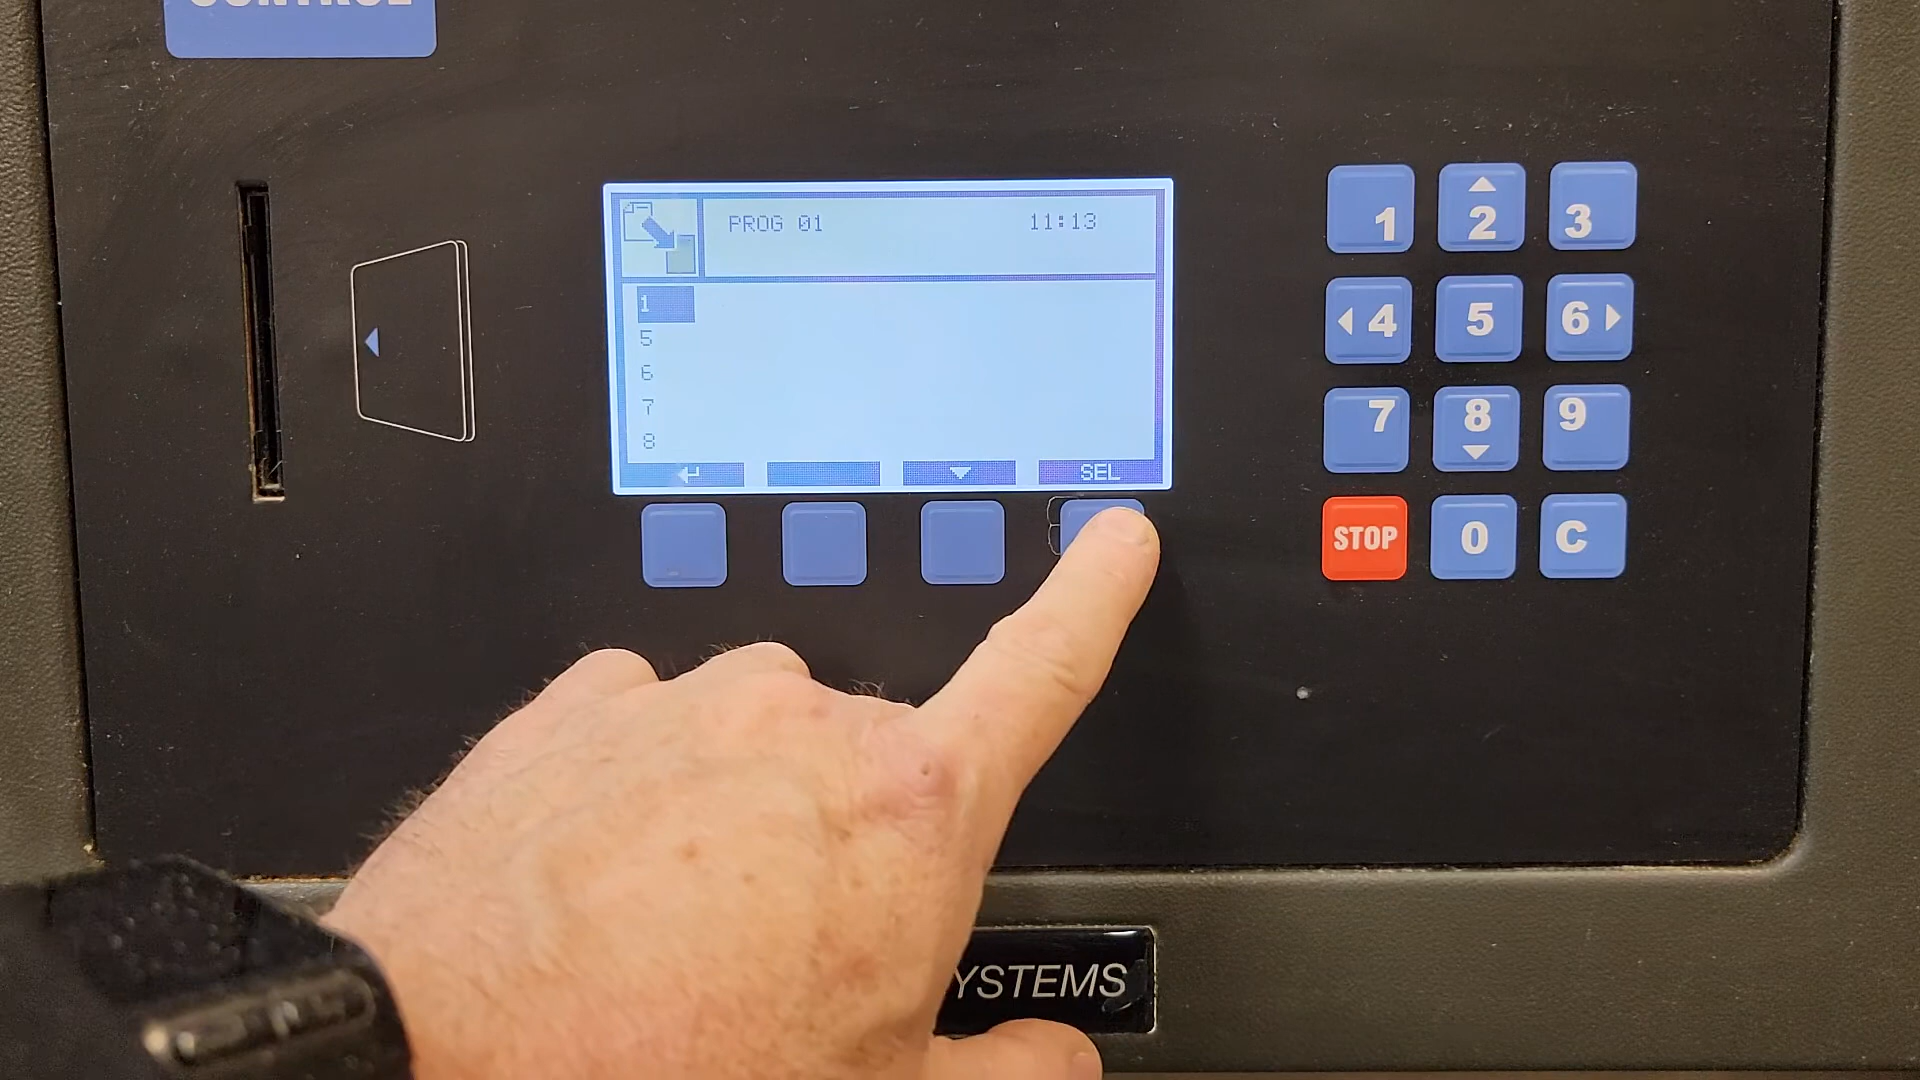 CONTROL
PROG 01 11:13
1
5
6
7
8
SEL
1 2 3
4 5 6
7 8 9
STOP 0 C
YSTEMS